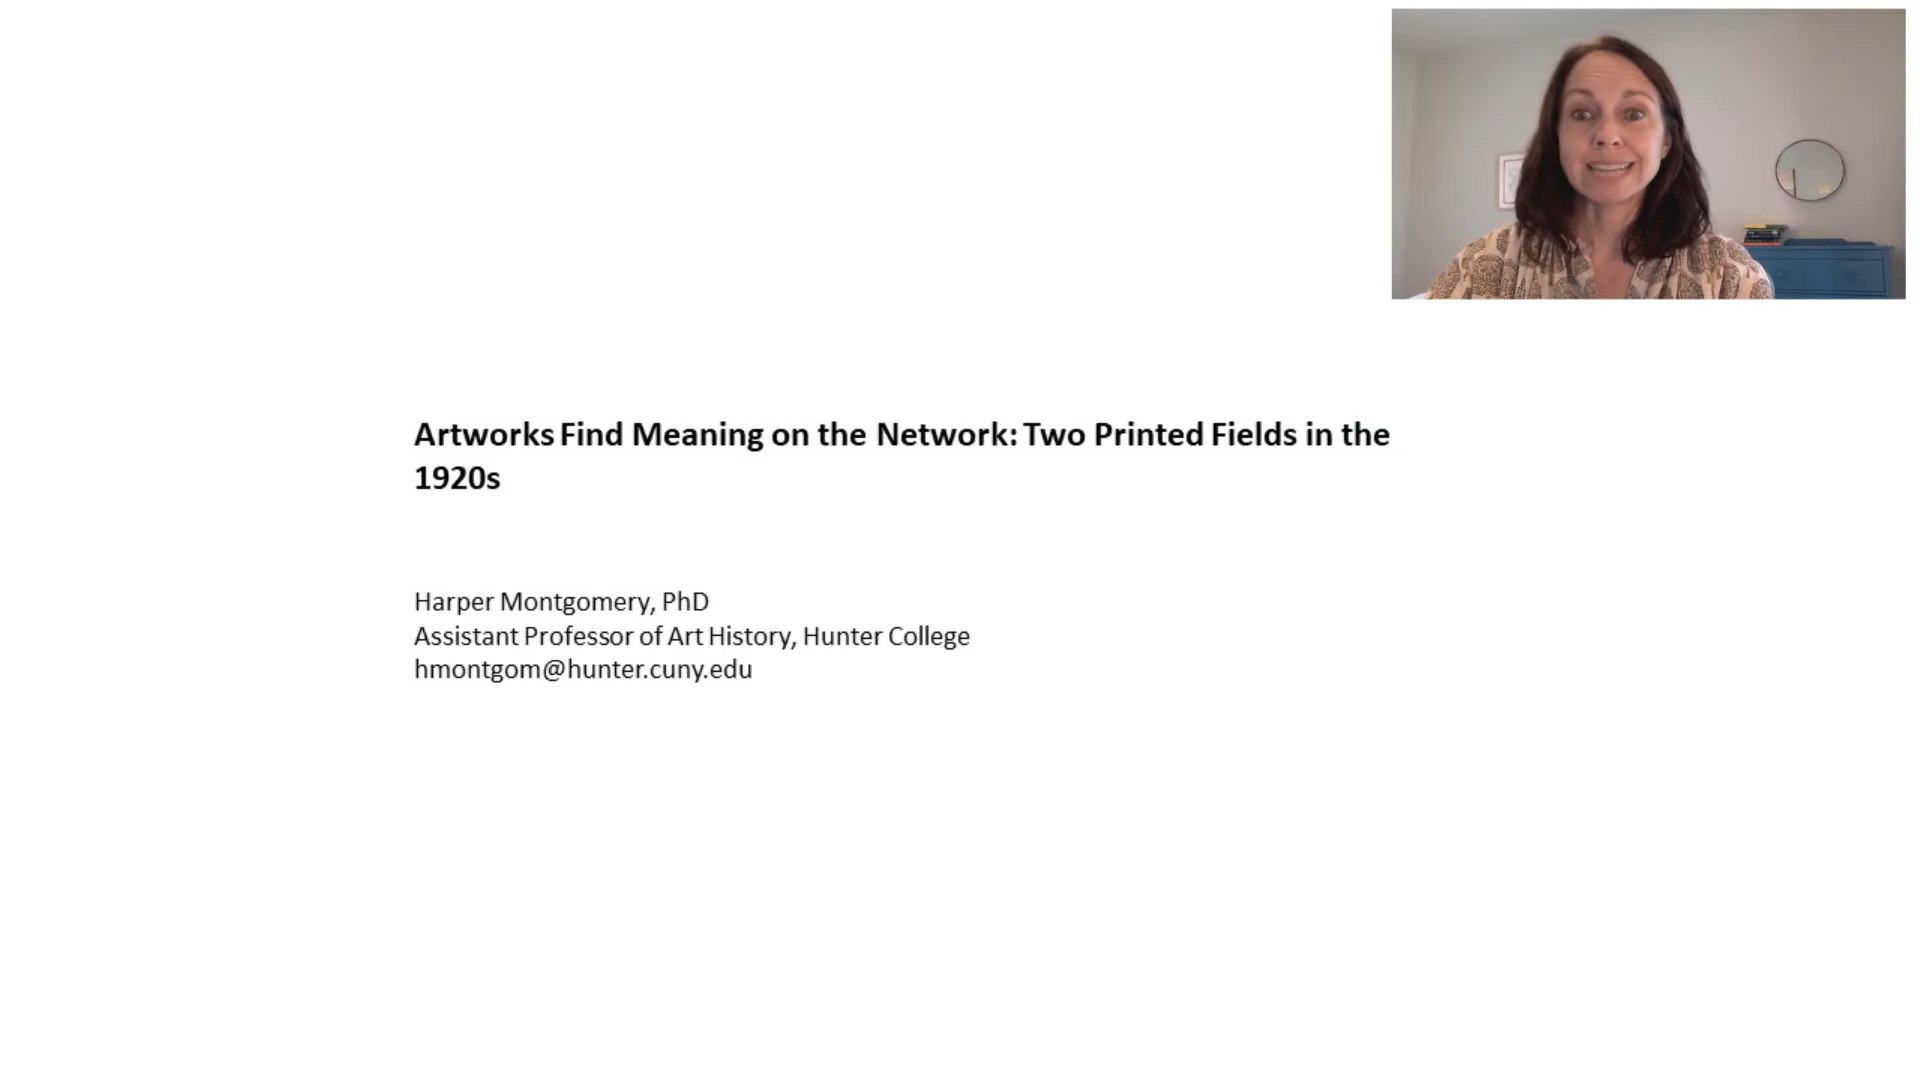 Artworks Find Meaning on the Network: Two Printed Fields in the
1920s
Harper Montgomery, PhD
Assistant Professor of Art History, Hunter College
hmontgom@hunter.cuny.edu